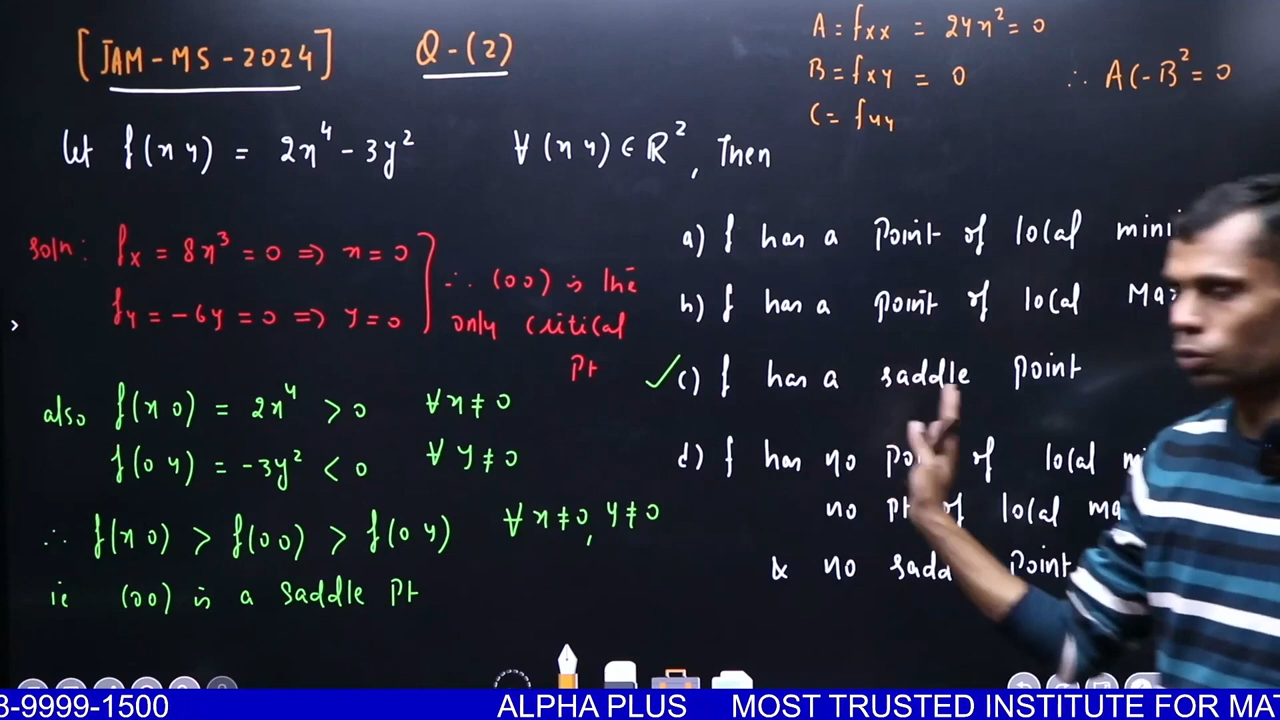 [JAM-MS-2024] Q-(2)
A = fxx = 24x² = 0
B = fxy = 0 ∴ AC-B² = 0
C = fyy
Let f(x y) = 2x⁴ - 3y² ∀ (x y) ∈ R², Then
Soln: fx = 8x³ = 0 => x = 0
fy = -6y = 0 => y = 0
∴ (0 0) is the
only critical
Pt
also f(x 0) = 2x⁴ > 0 ∀ x ≠ 0
f(0 y) = -3y² < 0 ∀ y ≠ 0
∴ f(x 0) > f(0 0) > f(0 y) ∀ x ≠ 0, y ≠ 0
ie (0 0) is a saddle Pt
a) f has a point of local mini
b) f has a point of local Max
✓ c) f has a saddle point
d) f has no of local
no pt of local ma
& no point
8-9999-1500 ALPHA PLUS MOST TRUSTED INSTITUTE FOR MA